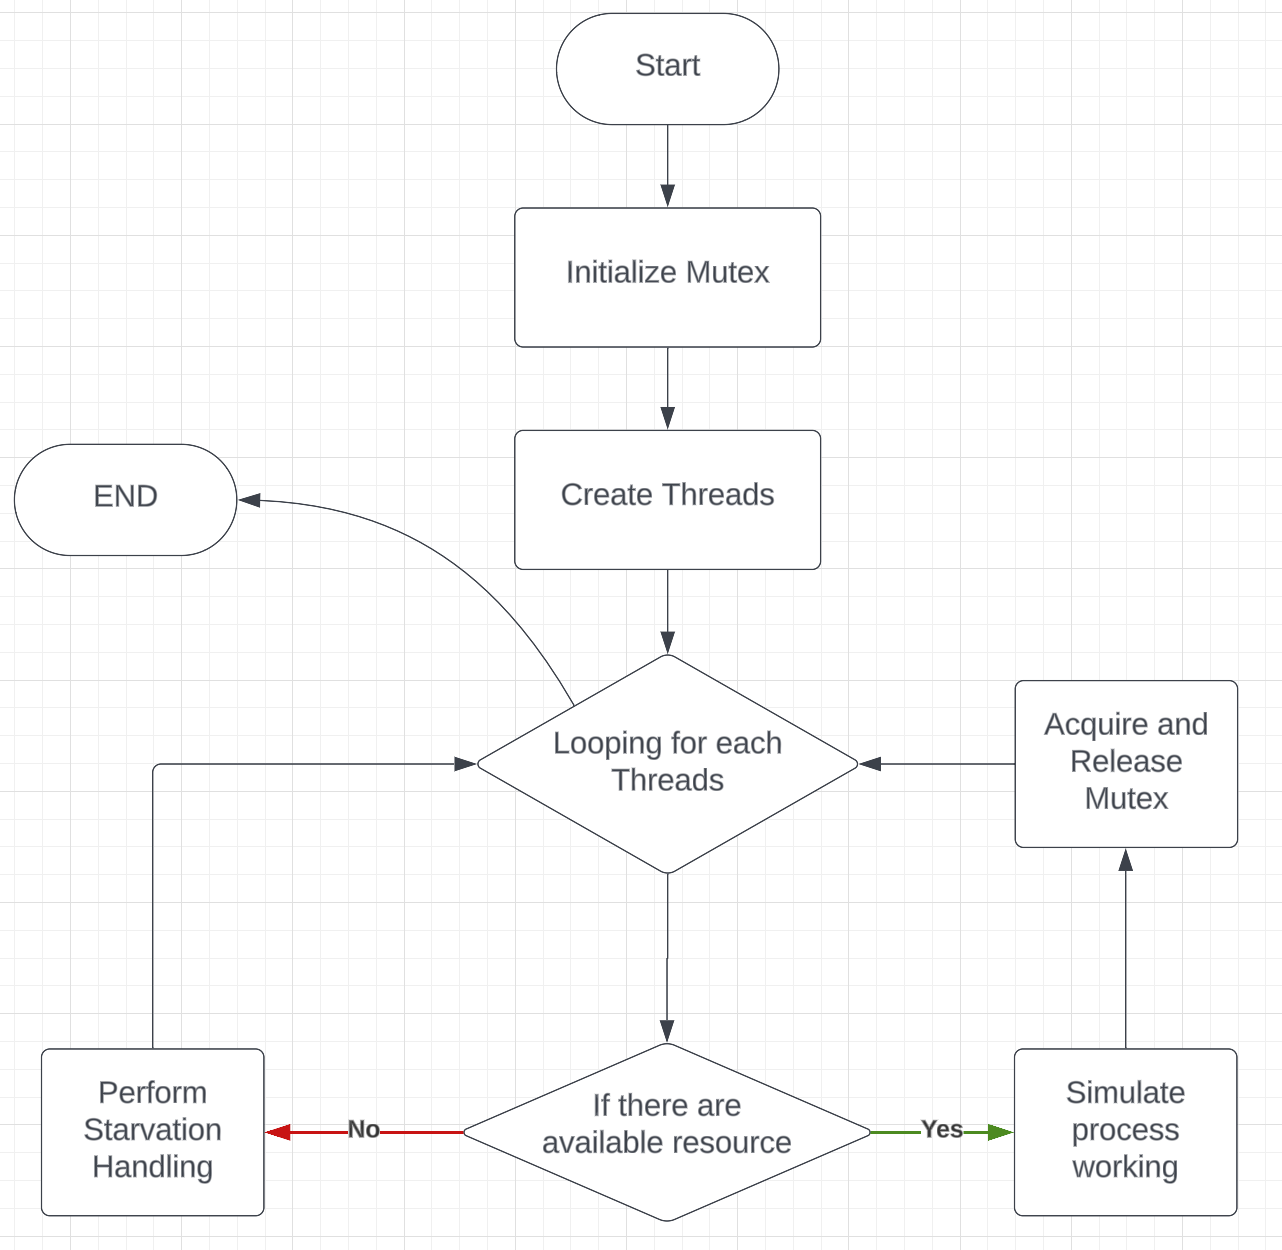 Start
Initialize Mutex
Create Threads
END
Looping for each
Threads
Acquire and
Release
Mutex
Perform
Starvation
Handling
No
If there are
available resource
Yes
Simulate
process
working